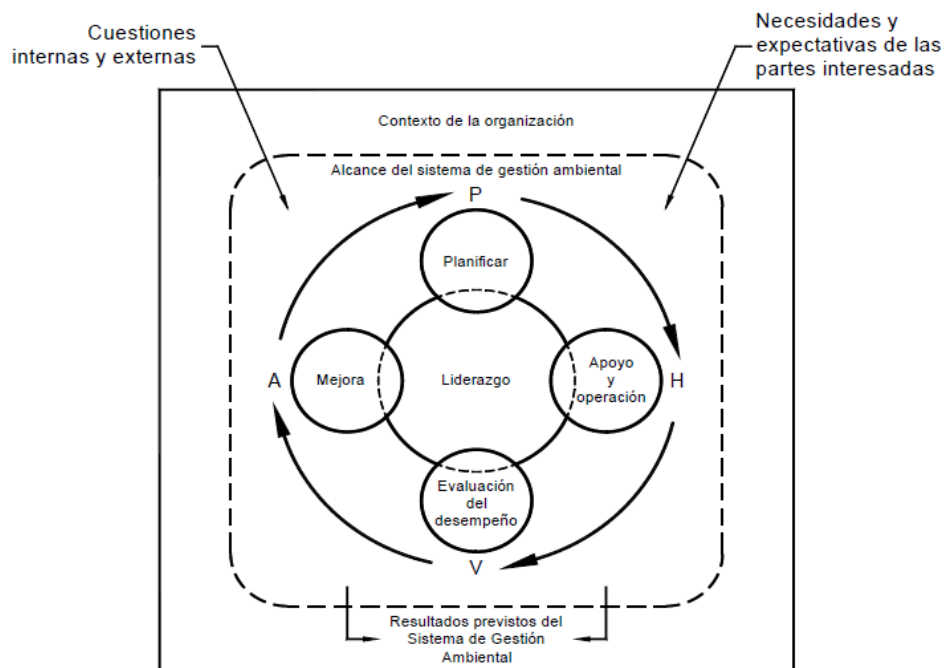 Cuestiones
internas y externas
Necesidades y
expectativas de las
partes interesadas
Contexto de la organización
Alcance del sistema de gestión ambiental
P
Planificar
A
Mejora
Liderazgo
Apoyo
y
operación
H
Evaluación
del
desempeño
V
Resultados previstos del
Sistema de Gestión
Ambiental